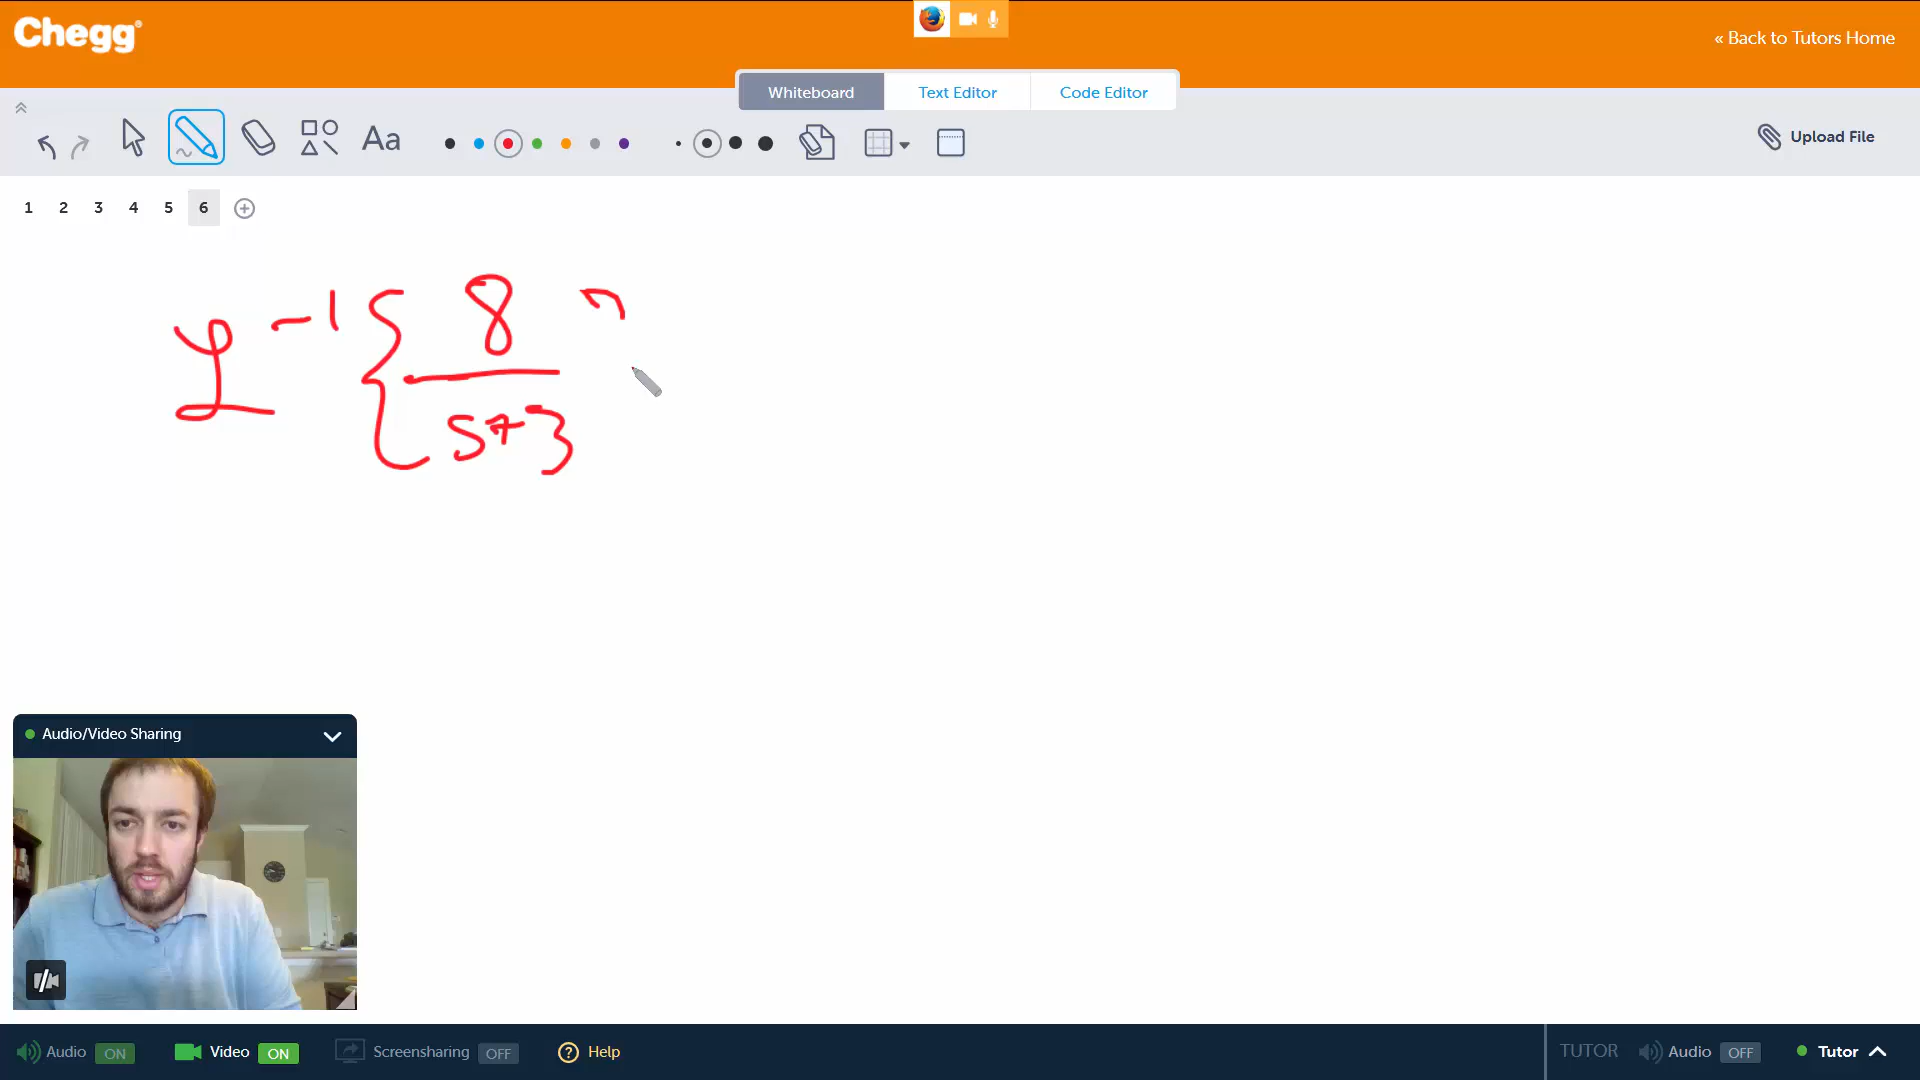 Chegg
« Back to Tutors Home
Whiteboard Text Editor Code Editor
Aa
Upload File
1 2 3 4 5 6
ℒ⁻¹{ 8
s+3
Audio/Video Sharing
Audio ON Video ON Screensharing OFF ? Help TUTOR Audio OFF Tutor